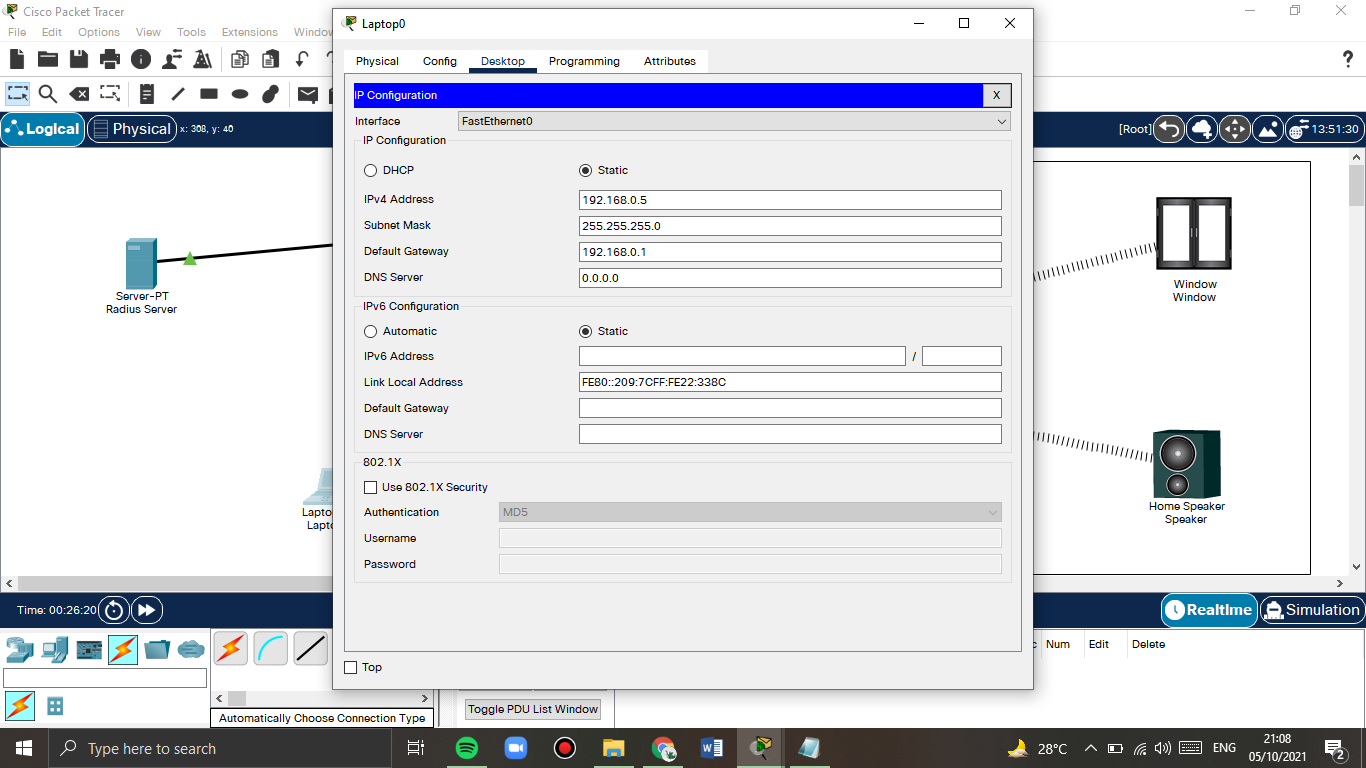 Cisco Packet Tracer
File Edit Options View Tools Extensions Window
?
Logical Physical x: 308, y: 40
[Root] 13:51:30
Server-PT
Radius Server
Window
Window
Home Speaker
Speaker
Laptop0
Physical Config Desktop Programming Attributes
IP Configuration X
Interface FastEthernet0
IP Configuration
DHCP Static
IPv4 Address 192.168.0.5
Subnet Mask 255.255.255.0
Default Gateway 192.168.0.1
DNS Server 0.0.0.0
IPv6 Configuration
Automatic Static
IPv6 Address /
Link Local Address FE80::209:7CFF:FE22:338C
Default Gateway
DNS Server
802.1X
Use 802.1X Security
Authentication MD5
Username
Password
Top
Time: 00:26:20 Realtime Simulation
Num Edit Delete
Toggle PDU List Window
Automatically Choose Connection Type
Type here to search
28°C ENG 21:08
05/10/2021 2